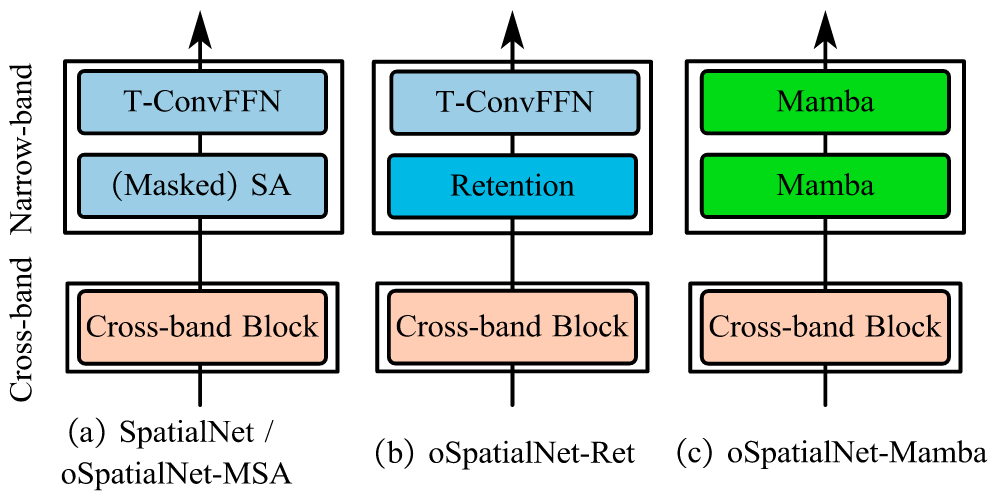 Narrow-band
Cross-band
T-ConvFFN
(Masked) SA
Cross-band Block
(a) SpatialNet /
oSpatialNet-MSA
T-ConvFFN
Retention
Cross-band Block
(b) oSpatialNet-Ret
Mamba
Mamba
Cross-band Block
(c) oSpatialNet-Mamba